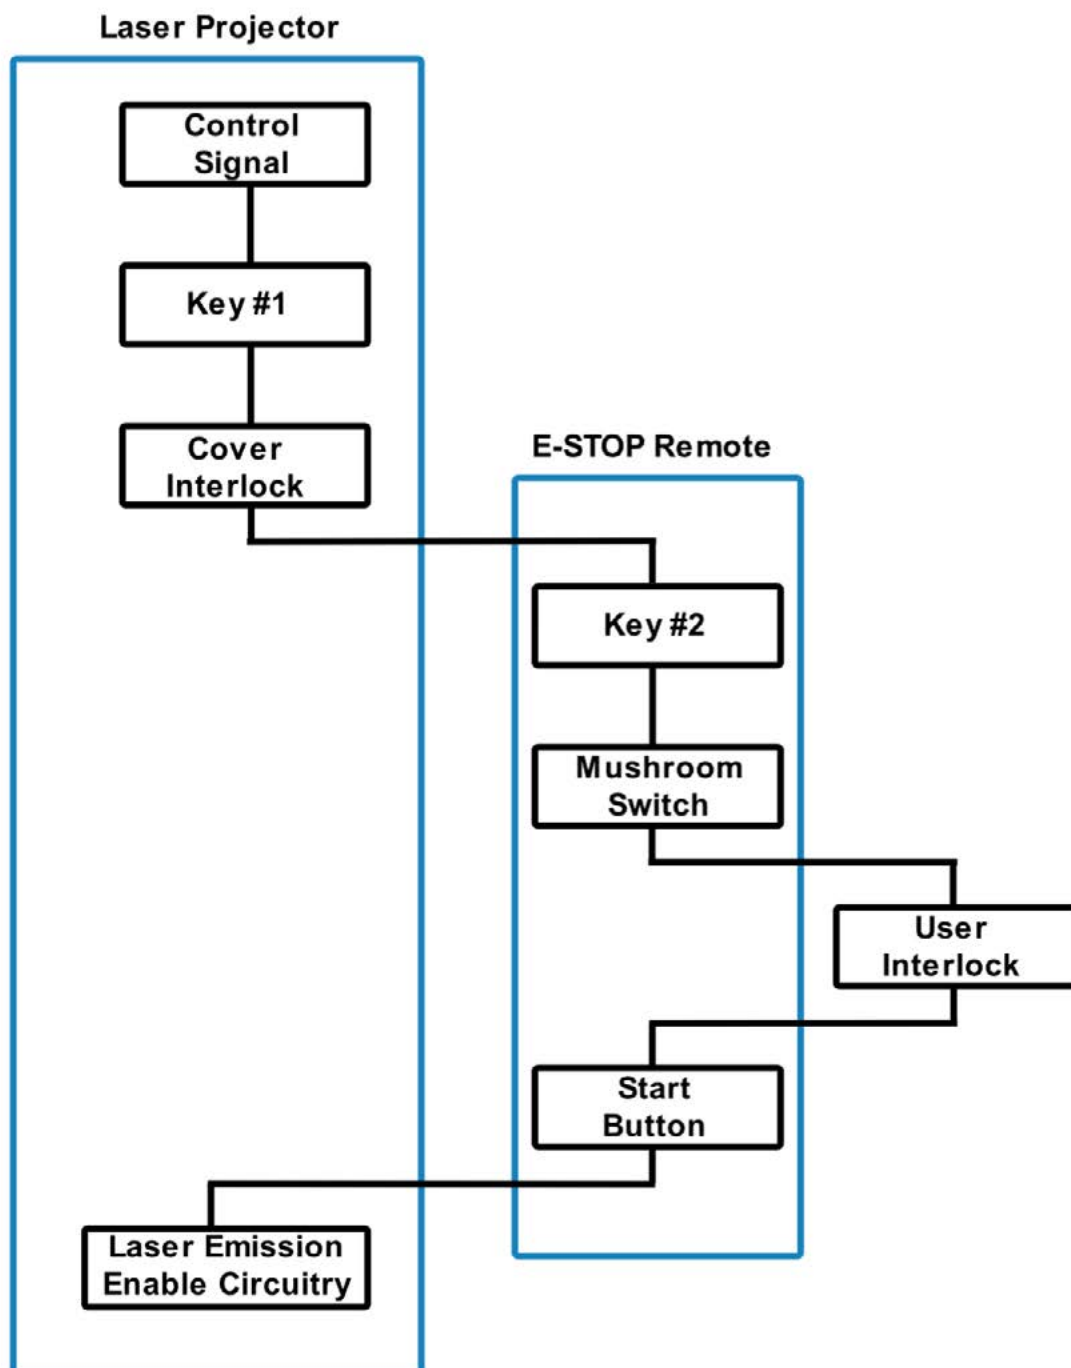 Laser Projector
Control
Signal
Key #1
Cover
Interlock
E-STOP Remote
Key #2
Mushroom
Switch
User
Interlock
Start
Button
Laser Emission
Enable Circuitry